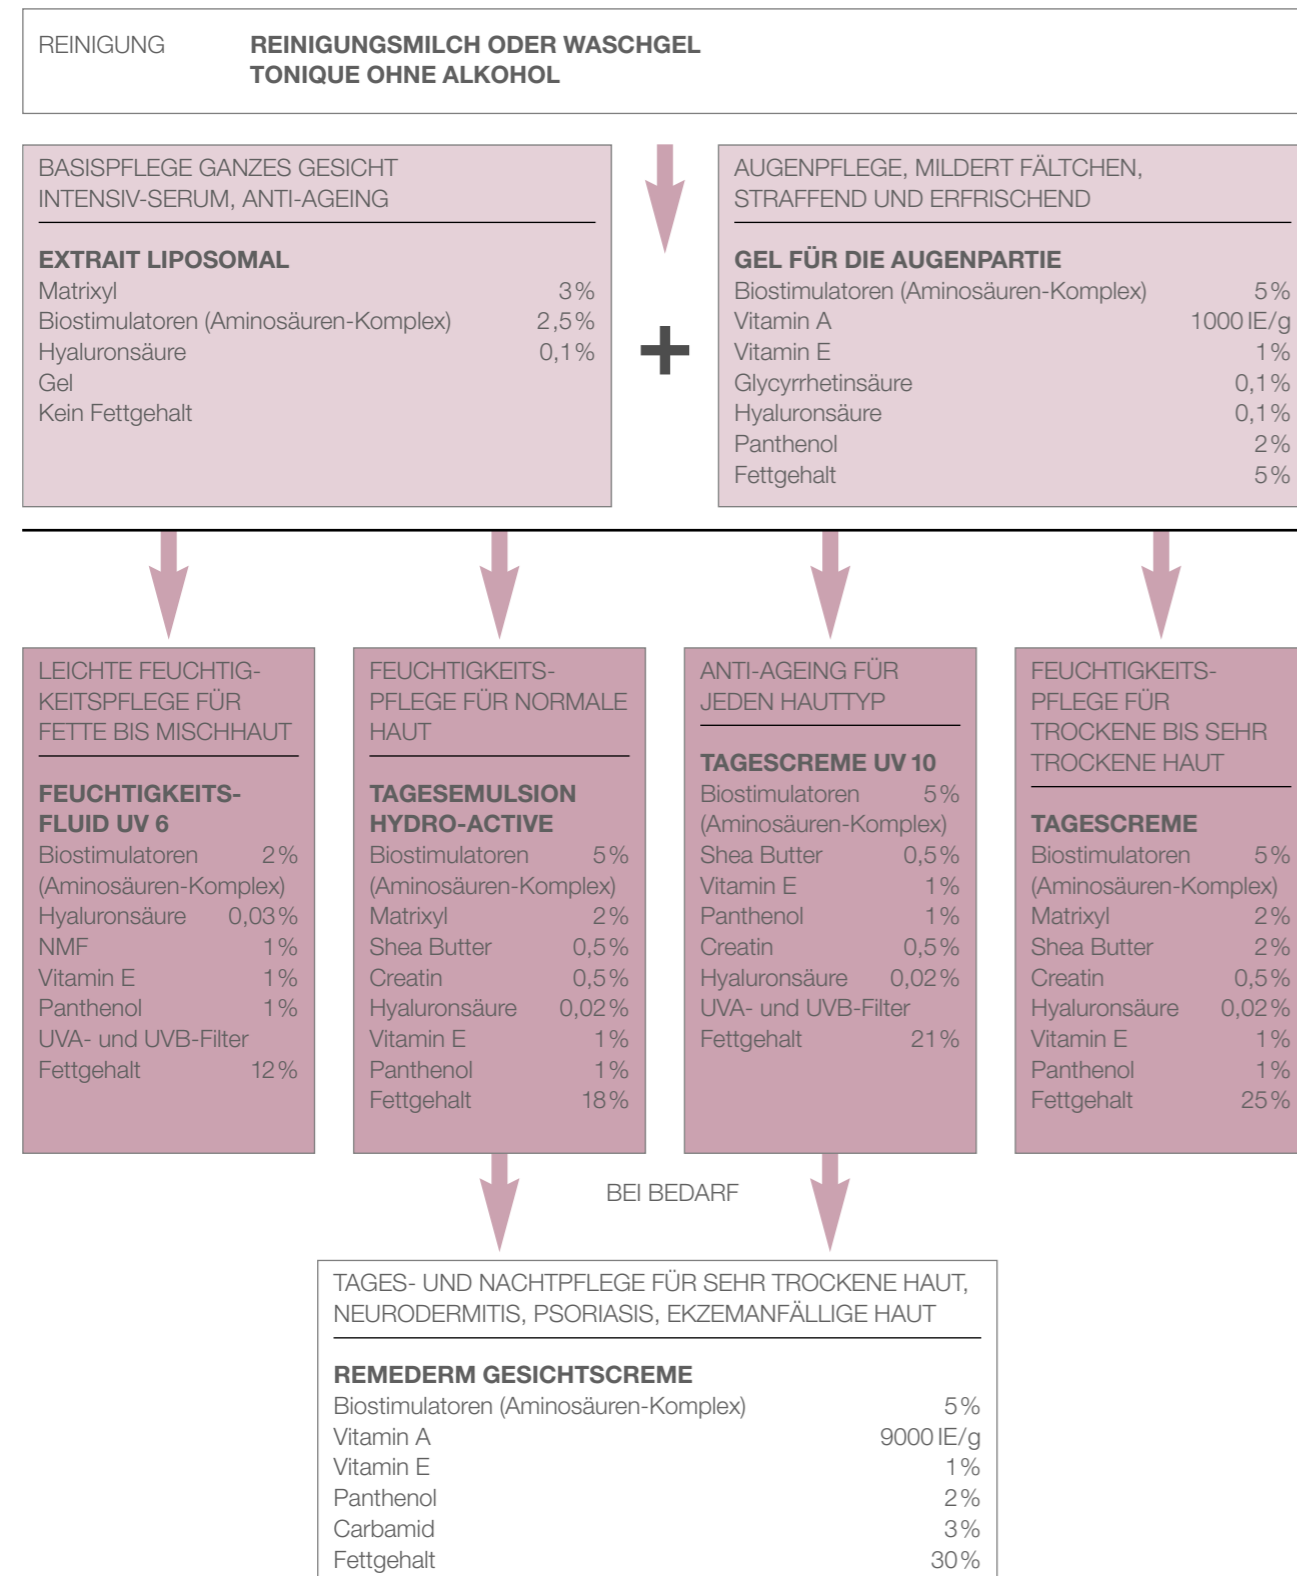 REINIGUNG REINIGUNGSMILCH ODER WASCHGEL
TONIQUE OHNE ALKOHOL
BASISPFLEGE GANZES GESICHT
INTENSIV-SERUM, ANTI-AGEING
EXTRAIT LIPOSOMAL
Matrixyl 3%
Biostimulatoren (Aminosäuren-Komplex) 2,5%
Hyaluronsäure 0,1%
Gel
Kein Fettgehalt
+
AUGENPFLEGE, MILDERT FÄLTCHEN,
STRAFFEND UND ERFRISCHEND
GEL FÜR DIE AUGENPARTIE
Biostimulatoren (Aminosäuren-Komplex) 5%
Vitamin A 1000 IE/g
Vitamin E 1%
Glycyrrhetinsäure 0,1%
Hyaluronsäure 0,1%
Panthenol 2%
Fettgehalt 5%
LEICHTE FEUCHTIG-
KEITSPFLEGE FÜR
FETTE BIS MISCHHAUT
FEUCHTIGKEITS-
FLUID UV 6
Biostimulatoren 2%
(Aminosäuren-Komplex)
Hyaluronsäure 0,03%
NMF 1%
Vitamin E 1%
Panthenol 1%
UVA- und UVB-Filter
Fettgehalt 12%
FEUCHTIGKEITS-
PFLEGE FÜR NORMALE
HAUT
TAGESEMULSION
HYDRO-ACTIVE
Biostimulatoren 5%
(Aminosäuren-Komplex)
Matrixyl 2%
Shea Butter 0,5%
Creatin 0,5%
Hyaluronsäure 0,02%
Vitamin E 1%
Panthenol 1%
Fettgehalt 18%
ANTI-AGEING FÜR
JEDEN HAUTTYP
TAGESCREME UV 10
Biostimulatoren 5%
(Aminosäuren-Komplex)
Shea Butter 0,5%
Vitamin E 1%
Panthenol 1%
Creatin 0,5%
Hyaluronsäure 0,02%
UVA- und UVB-Filter
Fettgehalt 21%
FEUCHTIGKEITS-
PFLEGE FÜR
TROCKENE BIS SEHR
TROCKENE HAUT
TAGESCREME
Biostimulatoren 5%
(Aminosäuren-Komplex)
Matrixyl 2%
Shea Butter 2%
Creatin 0,5%
Hyaluronsäure 0,02%
Vitamin E 1%
Panthenol 1%
Fettgehalt 25%
BEI BEDARF
TAGES- UND NACHTPFLEGE FÜR SEHR TROCKENE HAUT,
NEURODERMITIS, PSORIASIS, EKZEMANFÄLLIGE HAUT
REMEDERM GESICHTSCREME
Biostimulatoren (Aminosäuren-Komplex) 5%
Vitamin A 9000 IE/g
Vitamin E 1%
Panthenol 2%
Carbamid 3%
Fettgehalt 30%